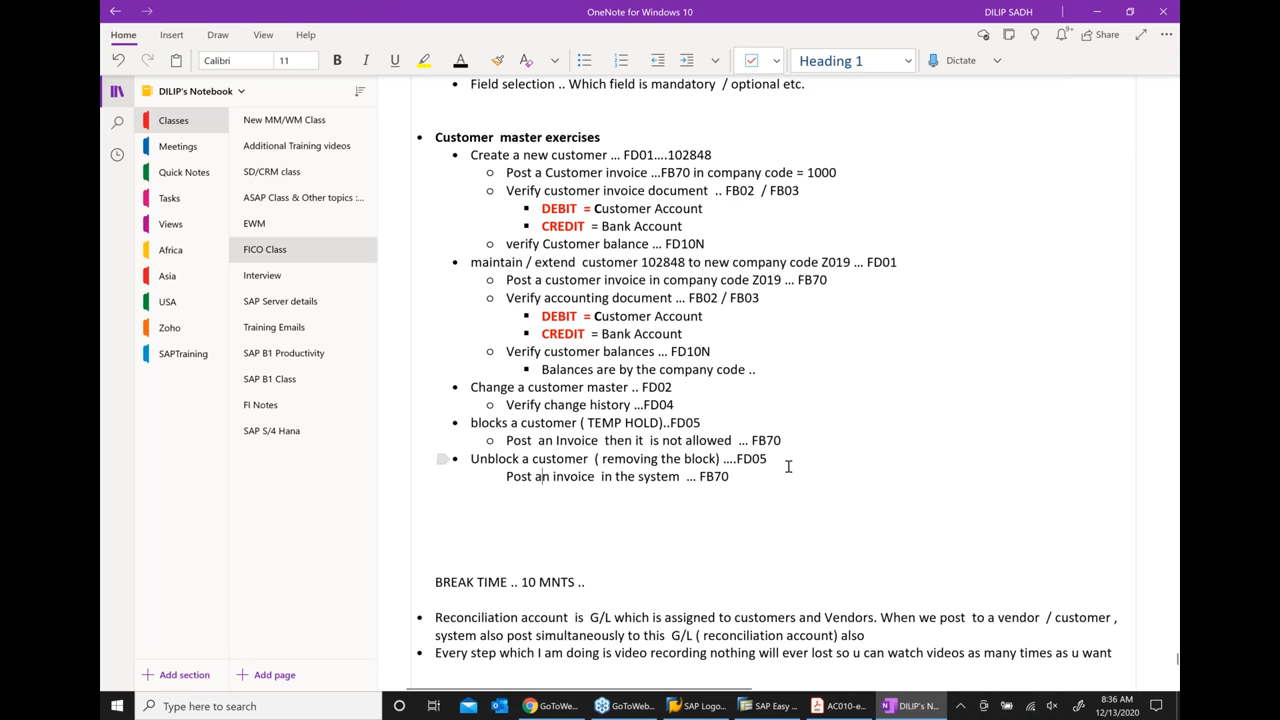 OneNote for Windows 10
DILIP SADH
Home Insert Draw View Help
Share
Calibri 11 B I U A Heading 1 Dictate
DILIP's Notebook
Classes
Meetings
Quick Notes
Tasks
Views
Africa
Asia
USA
Zoho
SAPTraining
New MM/WM Class
Additional Training videos
SD/CRM class
ASAP Class & Other topics :...
EWM
FICO Class
Interview
SAP Server details
Training Emails
SAP B1 Productivity
SAP B1 Class
FI Notes
SAP S/4 Hana
• Field selection .. Which field is mandatory / optional etc.
• Customer master exercises
• Create a new customer ... FD01....102848
o Post a Customer invoice ...FB70 in company code = 1000
o Verify customer invoice document .. FB02 / FB03
▪ DEBIT = Customer Account
▪ CREDIT = Bank Account
o verify Customer balance ... FD10N
• maintain / extend customer 102848 to new company code Z019 ... FD01
o Post a customer invoice in company code Z019 ... FB70
o Verify accounting document ... FB02 / FB03
▪ DEBIT = Customer Account
▪ CREDIT = Bank Account
o Verify customer balances ... FD10N
▪ Balances are by the company code ..
• Change a customer master .. FD02
o Verify change history ...FD04
• blocks a customer ( TEMP HOLD)..FD05
o Post an Invoice then it is not allowed ... FB70
• Unblock a customer ( removing the block) ....FD05
Post an invoice in the system ... FB70
BREAK TIME .. 10 MNTS ..
• Reconciliation account is G/L which is assigned to customers and Vendors. When we post to a vendor / customer ,
system also post simultaneously to this G/L ( reconciliation account) also
• Every step which I am doing is video recording nothing will ever lost so u can watch videos as many times as u want
+ Add section
+ Add page
Type here to search
GoToWe...
GoToWeb...
SAP Logo...
SAP Easy ...
AC010-e...
DILIP's N...
8:36 AM
12/13/2020